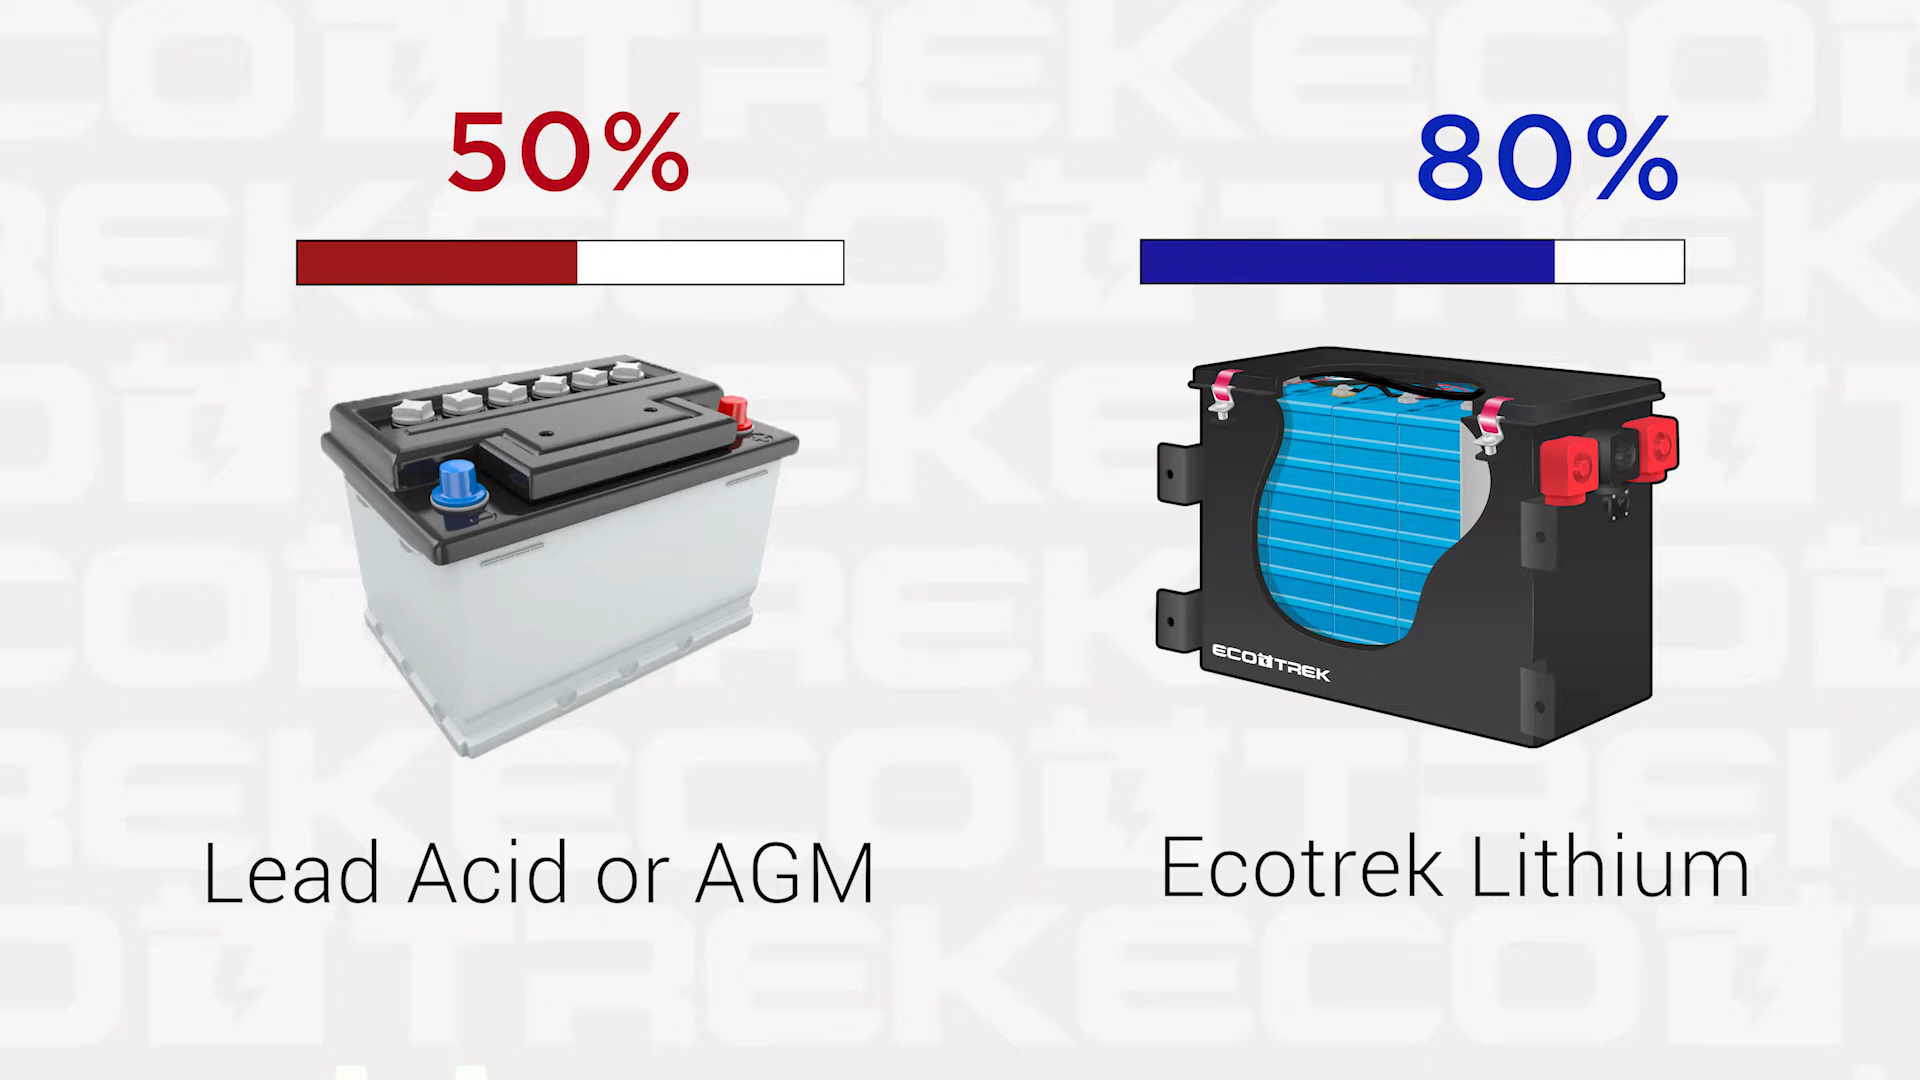 50%
80%
ECOTREK
Lead Acid or AGM
Ecotrek Lithium